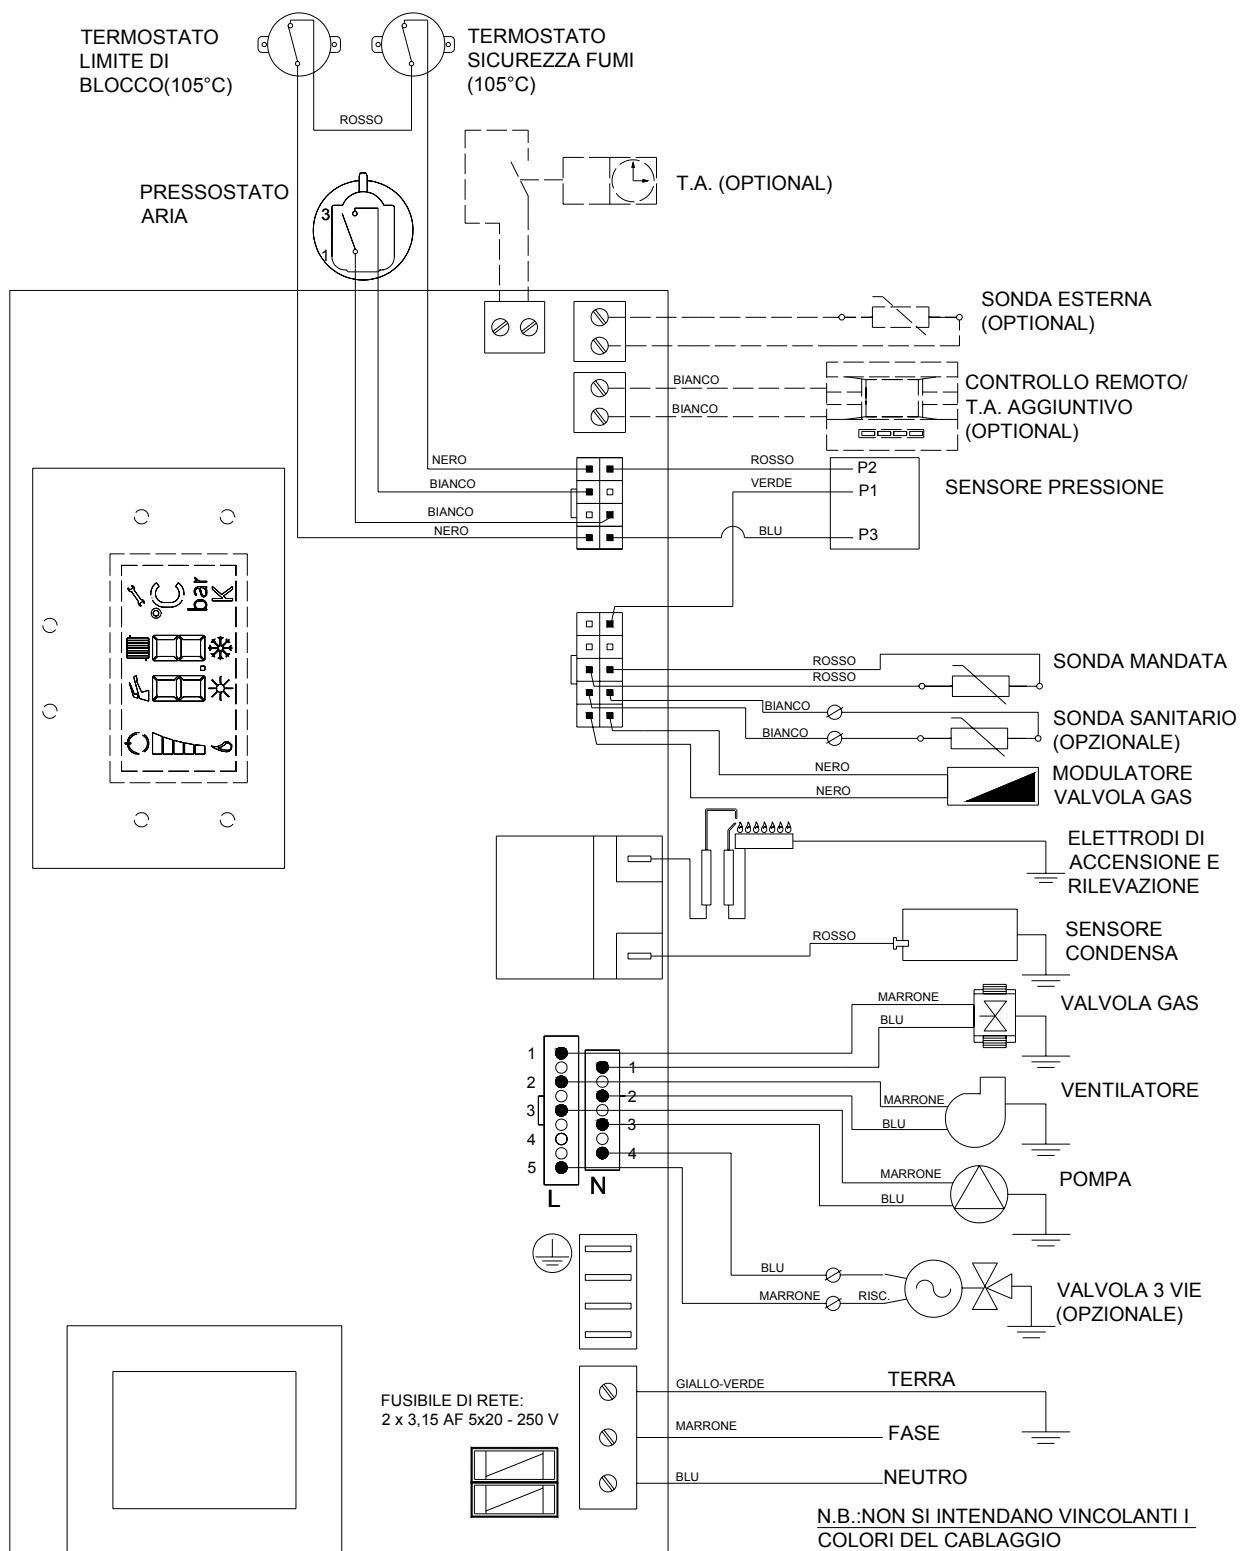 TERMOSTATO
LIMITE DI
BLOCCO(105°C)
TERMOSTATO
SICUREZZA FUMI
(105°C)
ROSSO
T.A. (OPTIONAL)
PRESSOSTATO
ARIA
3
1
SONDA ESTERNA
(OPTIONAL)
BIANCO
BIANCO
CONTROLLO REMOTO/
T.A. AGGIUNTIVO
(OPTIONAL)
NERO
BIANCO
BIANCO
NERO
ROSSO
VERDE
BLU
P2
P1
P3
SENSORE PRESSIONE
°C
bar
K
ROSSO
ROSSO
SONDA MANDATA
BIANCO
BIANCO
SONDA SANITARIO
(OPZIONALE)
NERO
NERO
MODULATORE
VALVOLA GAS
ELETTRODI DI
ACCENSIONE E
RILEVAZIONE
ROSSO
SENSORE
CONDENSA
MARRONE
BLU
VALVOLA GAS
1
2
3
4
5
L
1
2
3
4
N
MARRONE
BLU
VENTILATORE
MARRONE
BLU
POMPA
BLU
MARRONE
RISC.
VALVOLA 3 VIE
(OPZIONALE)
FUSIBILE DI RETE:
2 x 3,15 AF 5x20 - 250 V
GIALLO-VERDE
TERRA
MARRONE
FASE
BLU
NEUTRO
N.B.:NON SI INTENDANO VINCOLANTI I
COLORI DEL CABLAGGIO